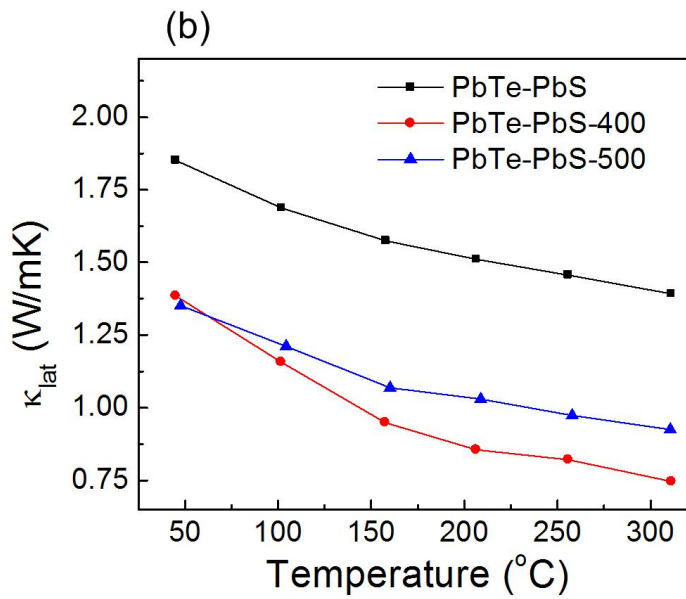 (b)
PbTe-PbS
PbTe-PbS-400
PbTe-PbS-500
2.00
1.75
1.50
1.25
1.00
0.75
κlat (W/mK)
50 100 150 200 250 300
Temperature (°C)